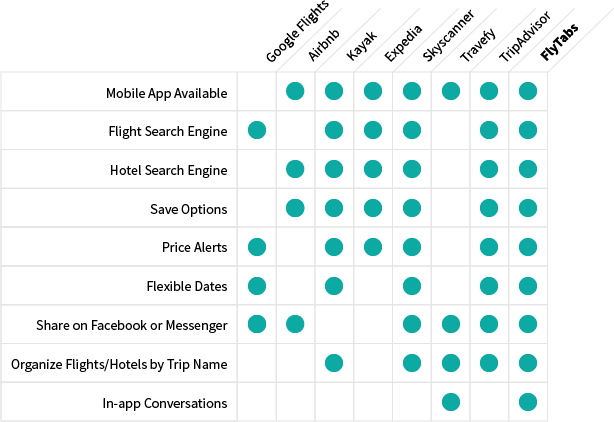 Google Flights
Airbnb
Kayak
Expedia
Skyscanner
Travefy
TripAdvisor
FlyTabs
Mobile App Available
Flight Search Engine
Hotel Search Engine
Save Options
Price Alerts
Flexible Dates
Share on Facebook or Messenger
Organize Flights/Hotels by Trip Name
In-app Conversations